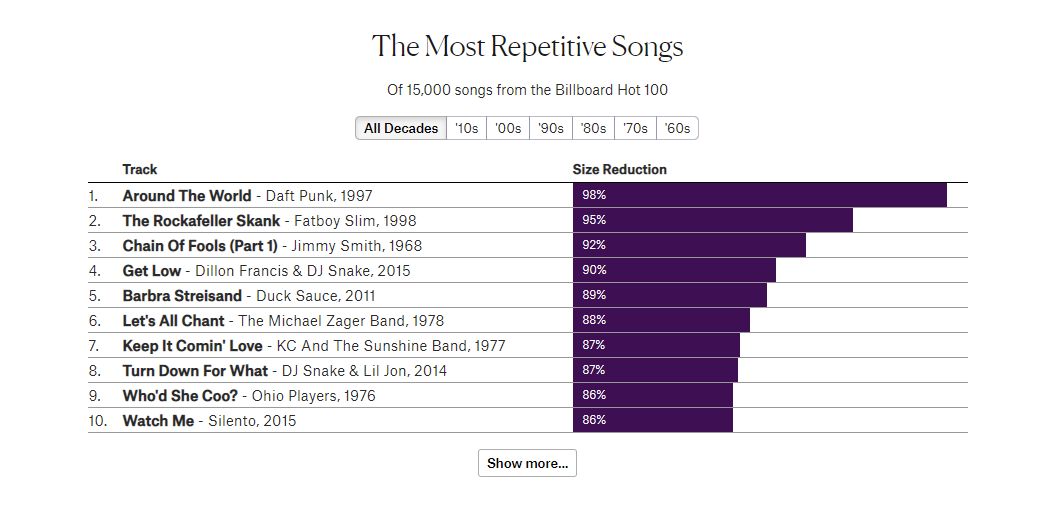 The Most Repetitive Songs
Of 15,000 songs from the Billboard Hot 100
All Decades '10s '00s '90s '80s '70s '60s
Track Size Reduction
1. Around The World - Daft Punk, 1997 98%
2. The Rockafeller Skank - Fatboy Slim, 1998 95%
3. Chain Of Fools (Part 1) - Jimmy Smith, 1968 92%
4. Get Low - Dillon Francis & DJ Snake, 2015 90%
5. Barbra Streisand - Duck Sauce, 2011 89%
6. Let's All Chant - The Michael Zager Band, 1978 88%
7. Keep It Comin' Love - KC And The Sunshine Band, 1977 87%
8. Turn Down For What - DJ Snake & Lil Jon, 2014 87%
9. Who'd She Coo? - Ohio Players, 1976 86%
10. Watch Me - Silento, 2015 86%
Show more...